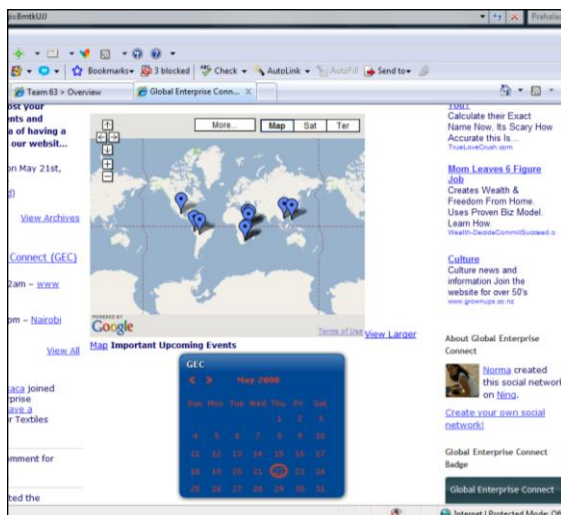 gioBmtkUJJ
Prahalad
Bookmarks
3 blocked
Check
AutoLink
AutoFill
Send to
Team 63 > Overview
Global Enterprise Conn...
ost your
ents and
a of having a
our websit...
on May 21st,
View Archives
Connect (GEC)
2am – www
pm – Nairobi
View All
joined
prise
ave a
r Textiles
omment for
ted the
More...
Map
Sat
Ter
POWERED BY
Google
Terms of Use
View Larger
Map
Important Upcoming Events
GEC
< >
May 2008
Sun Mon Tue Wed Thu Fri Sat
1 2 3
4 5 6 7 8 9 10
11 12 13 14 15 16 17
18 19 20 21 22 23 24
25 26 27 28 29 30 31
You?
Calculate their Exact
Name Now, Its Scary How
Accurate this Is...
TrueLoveCrush.com
Mom Leaves 6 Figure
Job
Creates Wealth &
Freedom From Home.
Uses Proven Biz Model.
Learn How.
Wealth-DecideCommitSucceed.c
Culture
Culture news and
information Join the
website for over 50's
www.grownups.co.nz
About Global Enterprise
Connect
Norma created
this social network
on Ning.
Create your own social
network!
Global Enterprise Connect
Badge
Global Enterprise Connect
Internet | Protected Mode: Off